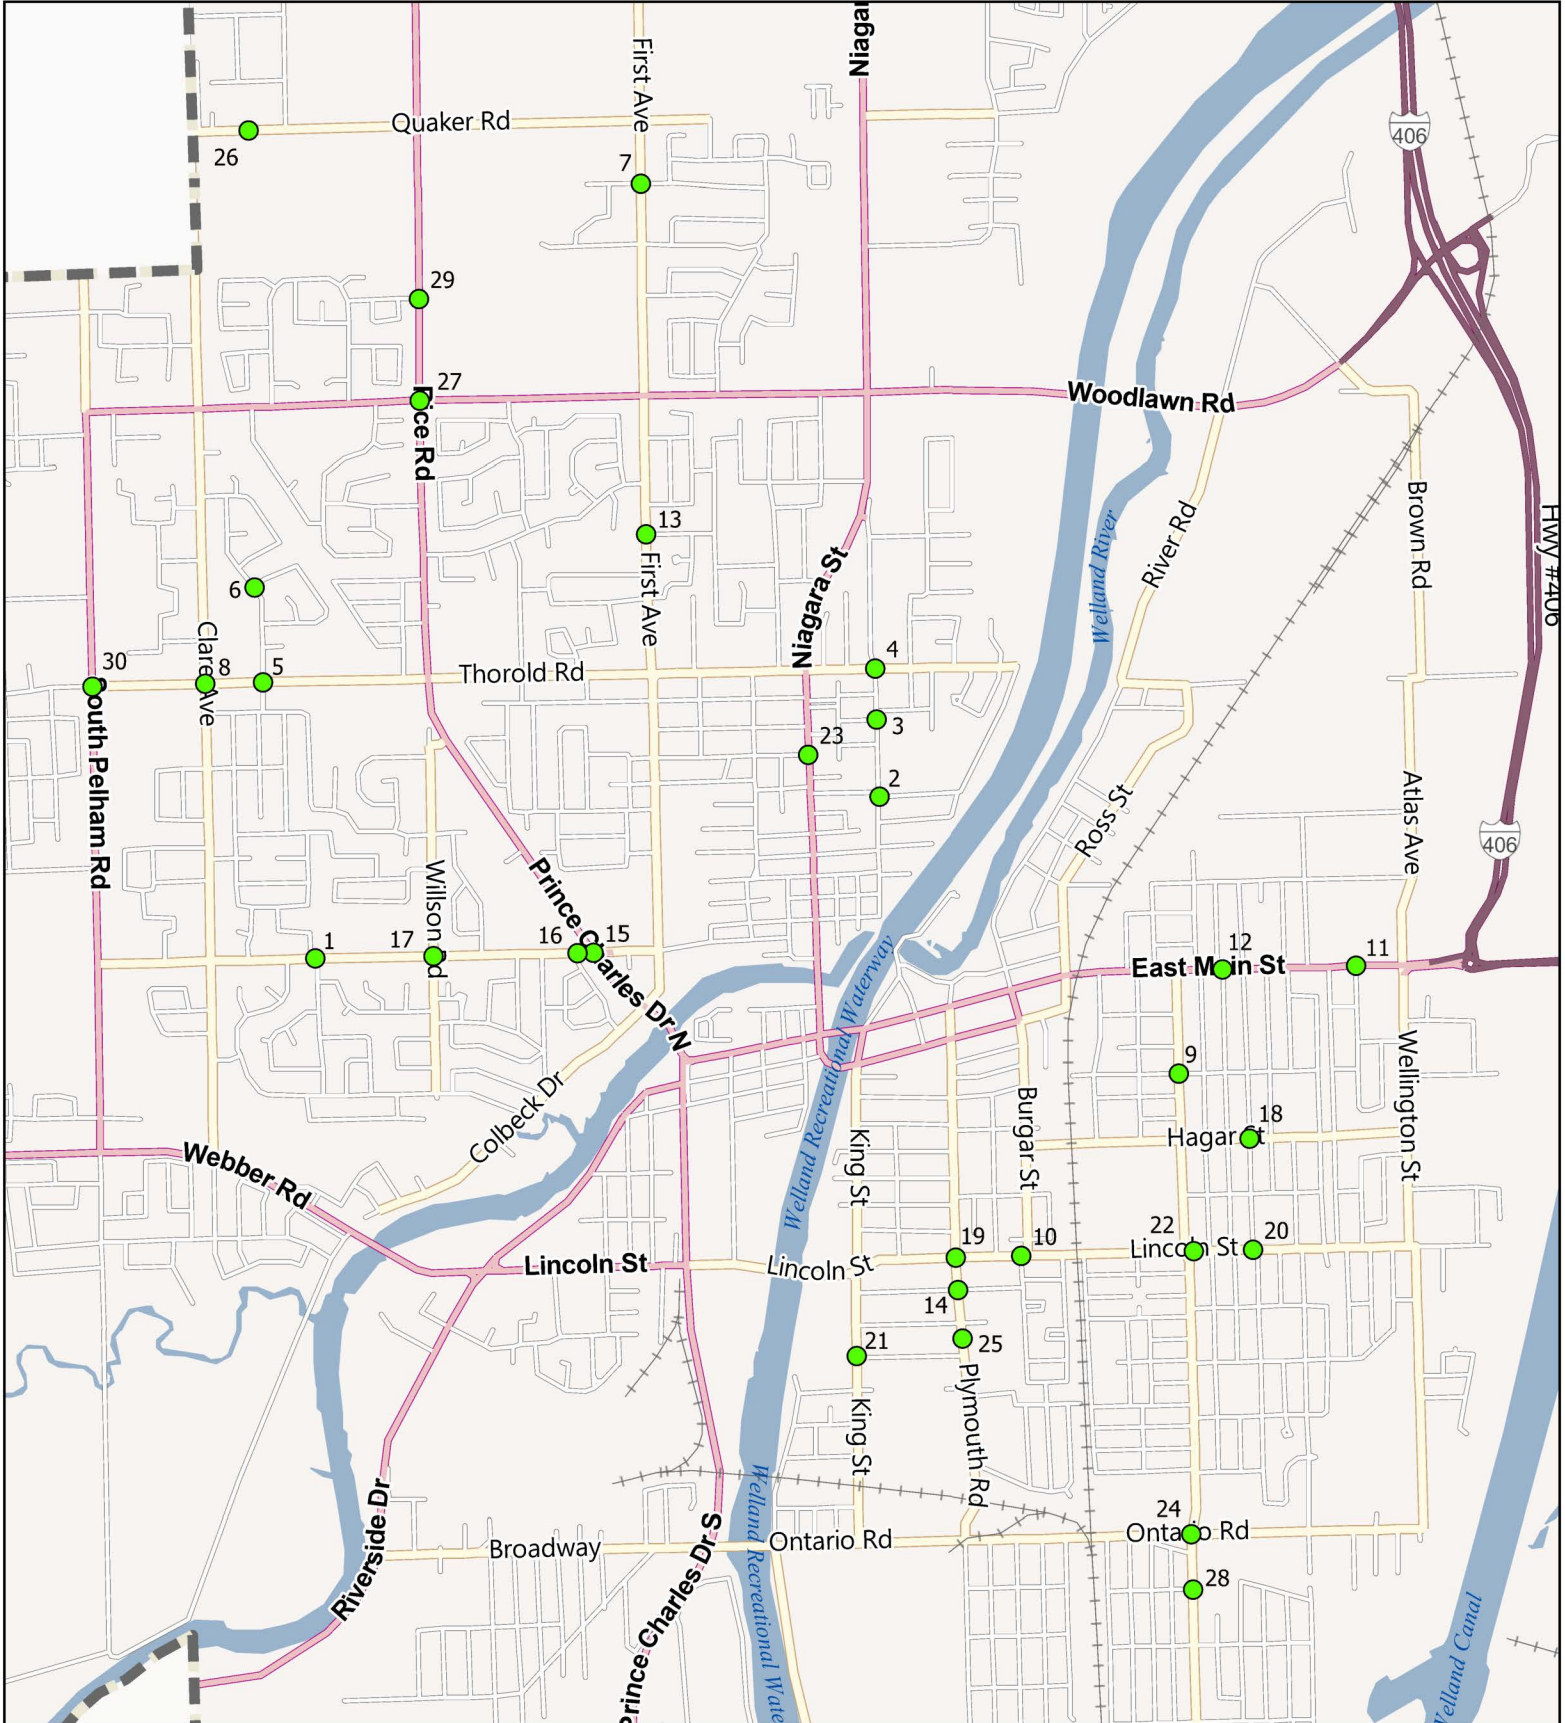 Niaga
First Ave
Quaker Rd
406
26
7
29
27
Rice Rd
Woodlawn Rd
13
First Ave
Niagara St
Welland River
River Rd
Brown Rd
Hwy #406
6
Clare Ave
30
8
5
Thorold Rd
4
3
23
2
South Pelham Rd
Ross St
Atlas Ave
406
Prince Charles Dr N
Willson Rd
1
17
16
15
12
11
East Main St
Welland Recreational Waterway
9
Wellington St
Colbeck Dr
Burgar St
18
Hagar St
King St
Webber Rd
19
10
22
20
Lincoln St
Lincoln St
Lincoln St
14
25
21
Plymouth Rd
King St
Riverside Dr
Welland Recreational Wate
24
Broadway
Ontario Rd
Ontario Rd
28
Prince Charles Dr S
elland Canal